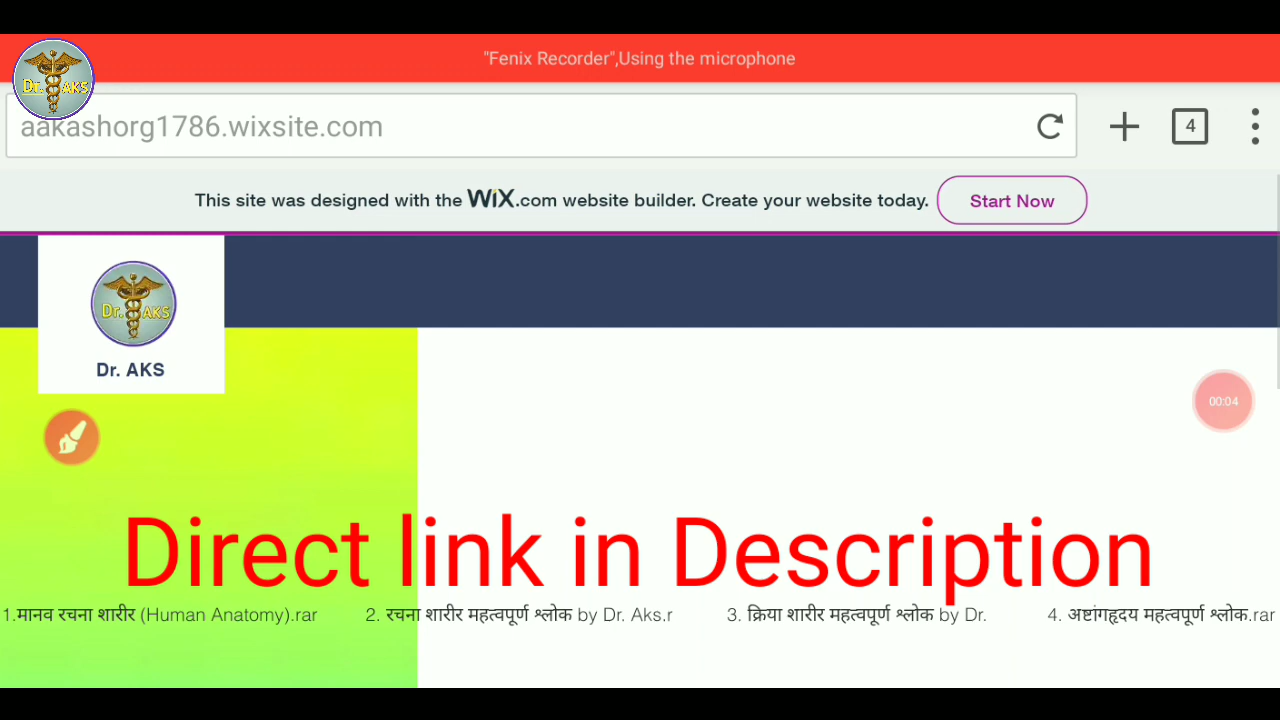 "Fenix Recorder",Using the microphone
Dr. AKS
aakashorg1786.wixsite.com
4
This site was designed with the WiX.com website builder. Create your website today.
Start Now
Dr. AKS
Dr. AKS
00:04
Direct link in Description
1.मानव रचना शारीर (Human Anatomy).rar
2. रचना शारीर महत्वपूर्ण श्लोक by Dr. Aks.r
3. क्रिया शारीर महत्वपूर्ण श्लोक by Dr.
4. अष्टांगहृदय महत्वपूर्ण श्लोक.rar